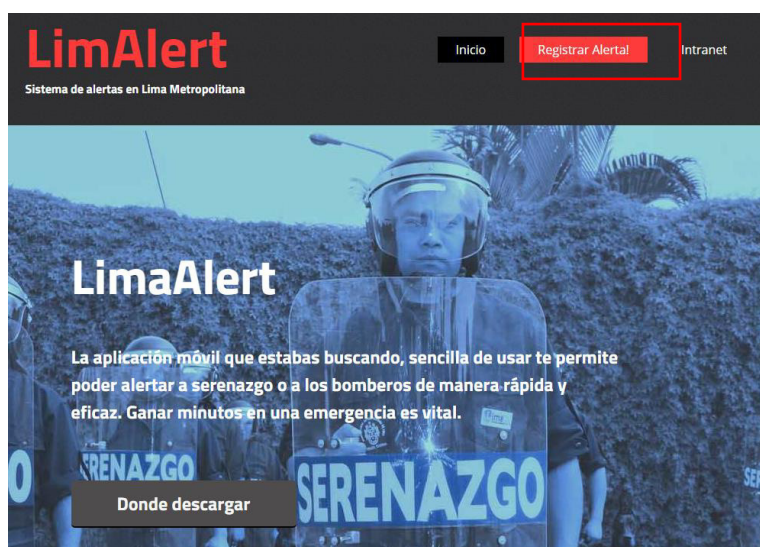 LimAlert
Sistema de alertas en Lima Metropolitana
Inicio
Registrar Alerta!
Intranet
LimaAlert
La aplicación móvil que estabas buscando, sencilla de usar te permite
poder alertar a serenazgo o a los bomberos de manera rápida y
eficaz. Ganar minutos en una emergencia es vital.
Donde descargar
SERENAZGO